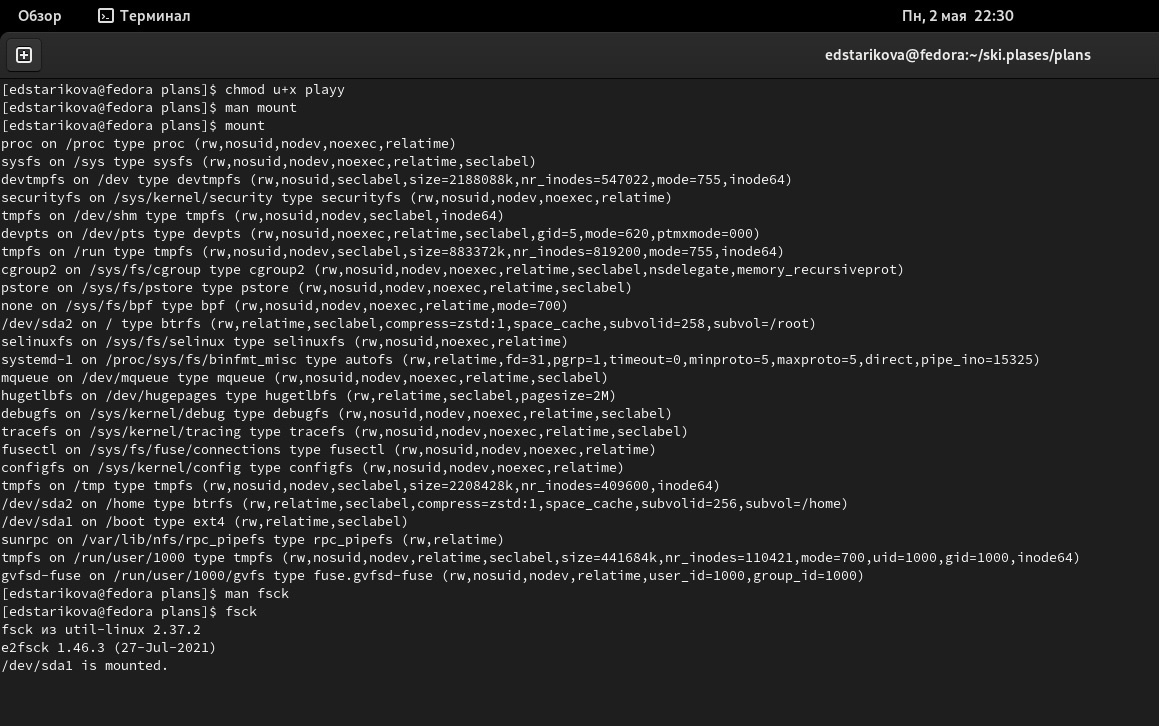 Обзор Терминал Пн, 2 мая 22:30
edstarikova@fedora:~/ski.plases/plans
[edstarikova@fedora plans]$ chmod u+x playy
[edstarikova@fedora plans]$ man mount
[edstarikova@fedora plans]$ mount
proc on /proc type proc (rw,nosuid,nodev,noexec,relatime)
sysfs on /sys type sysfs (rw,nosuid,nodev,noexec,relatime,seclabel)
devtmpfs on /dev type devtmpfs (rw,nosuid,seclabel,size=2188088k,nr_inodes=547022,mode=755,inode64)
securityfs on /sys/kernel/security type securityfs (rw,nosuid,nodev,noexec,relatime)
tmpfs on /dev/shm type tmpfs (rw,nosuid,nodev,seclabel,inode64)
devpts on /dev/pts type devpts (rw,nosuid,noexec,relatime,seclabel,gid=5,mode=620,ptmxmode=000)
tmpfs on /run type tmpfs (rw,nosuid,nodev,seclabel,size=883372k,nr_inodes=819200,mode=755,inode64)
cgroup2 on /sys/fs/cgroup type cgroup2 (rw,nosuid,nodev,noexec,relatime,seclabel,nsdelegate,memory_recursiveprot)
pstore on /sys/fs/pstore type pstore (rw,nosuid,nodev,noexec,relatime,seclabel)
none on /sys/fs/bpf type bpf (rw,nosuid,nodev,noexec,relatime,mode=700)
/dev/sda2 on / type btrfs (rw,relatime,seclabel,compress=zstd:1,space_cache,subvolid=258,subvol=/root)
selinuxfs on /sys/fs/selinux type selinuxfs (rw,nosuid,noexec,relatime)
systemd-1 on /proc/sys/fs/binfmt_misc type autofs (rw,relatime,fd=31,pgrp=1,timeout=0,minproto=5,maxproto=5,direct,pipe_ino=15325)
mqueue on /dev/mqueue type mqueue (rw,nosuid,nodev,noexec,relatime,seclabel)
hugetlbfs on /dev/hugepages type hugetlbfs (rw,relatime,seclabel,pagesize=2M)
debugfs on /sys/kernel/debug type debugfs (rw,nosuid,nodev,noexec,relatime,seclabel)
tracefs on /sys/kernel/tracing type tracefs (rw,nosuid,nodev,noexec,relatime,seclabel)
fusectl on /sys/fs/fuse/connections type fusectl (rw,nosuid,nodev,noexec,relatime)
configfs on /sys/kernel/config type configfs (rw,nosuid,nodev,noexec,relatime)
tmpfs on /tmp type tmpfs (rw,nosuid,nodev,seclabel,size=2208428k,nr_inodes=409600,inode64)
/dev/sda2 on /home type btrfs (rw,relatime,seclabel,compress=zstd:1,space_cache,subvolid=256,subvol=/home)
/dev/sda1 on /boot type ext4 (rw,relatime,seclabel)
sunrpc on /var/lib/nfs/rpc_pipefs type rpc_pipefs (rw,relatime)
tmpfs on /run/user/1000 type tmpfs (rw,nosuid,nodev,relatime,seclabel,size=441684k,nr_inodes=110421,mode=700,uid=1000,gid=1000,inode64)
gvfsd-fuse on /run/user/1000/gvfs type fuse.gvfsd-fuse (rw,nosuid,nodev,relatime,user_id=1000,group_id=1000)
[edstarikova@fedora plans]$ man fsck
[edstarikova@fedora plans]$ fsck
fsck из util-linux 2.37.2
e2fsck 1.46.3 (27-Jul-2021)
/dev/sda1 is mounted.